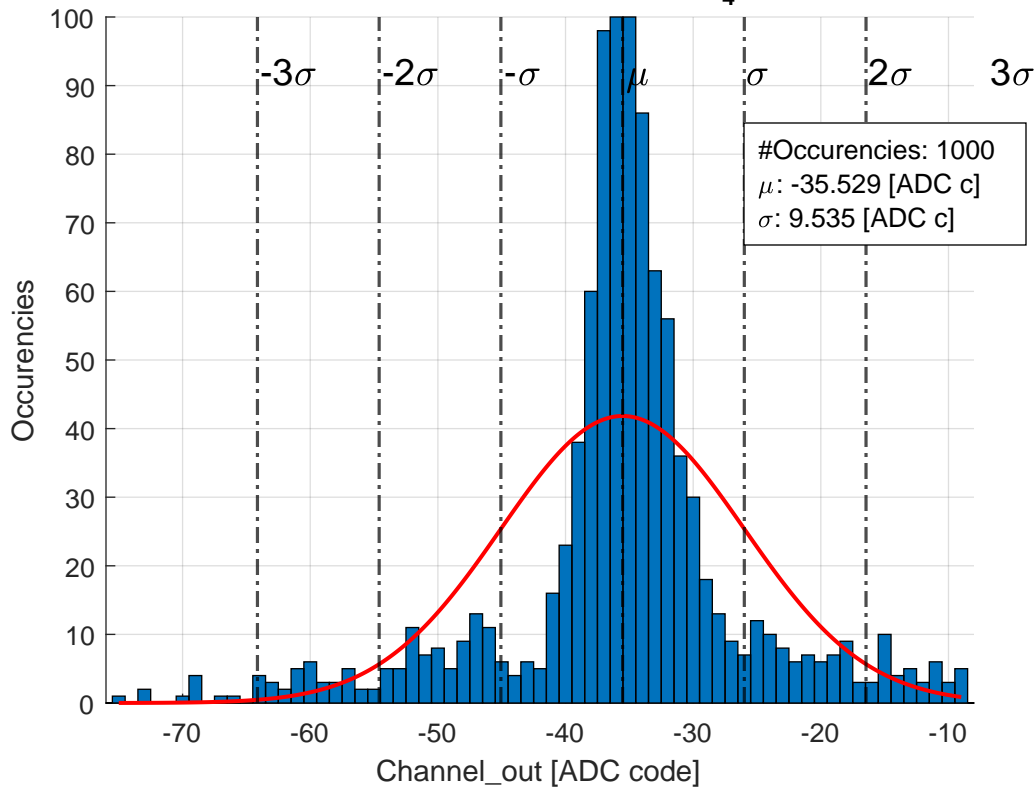 4
100
90
80
70
60
50
40
30
20
10
0
-3σ
-2σ
-σ
μ
σ
2σ
3σ
#Occurencies: 1000
μ: -35.529 [ADC c]
σ: 9.535 [ADC c]
Occurencies
-70
-60
-50
-40
-30
-20
-10
Channel_out [ADC code]